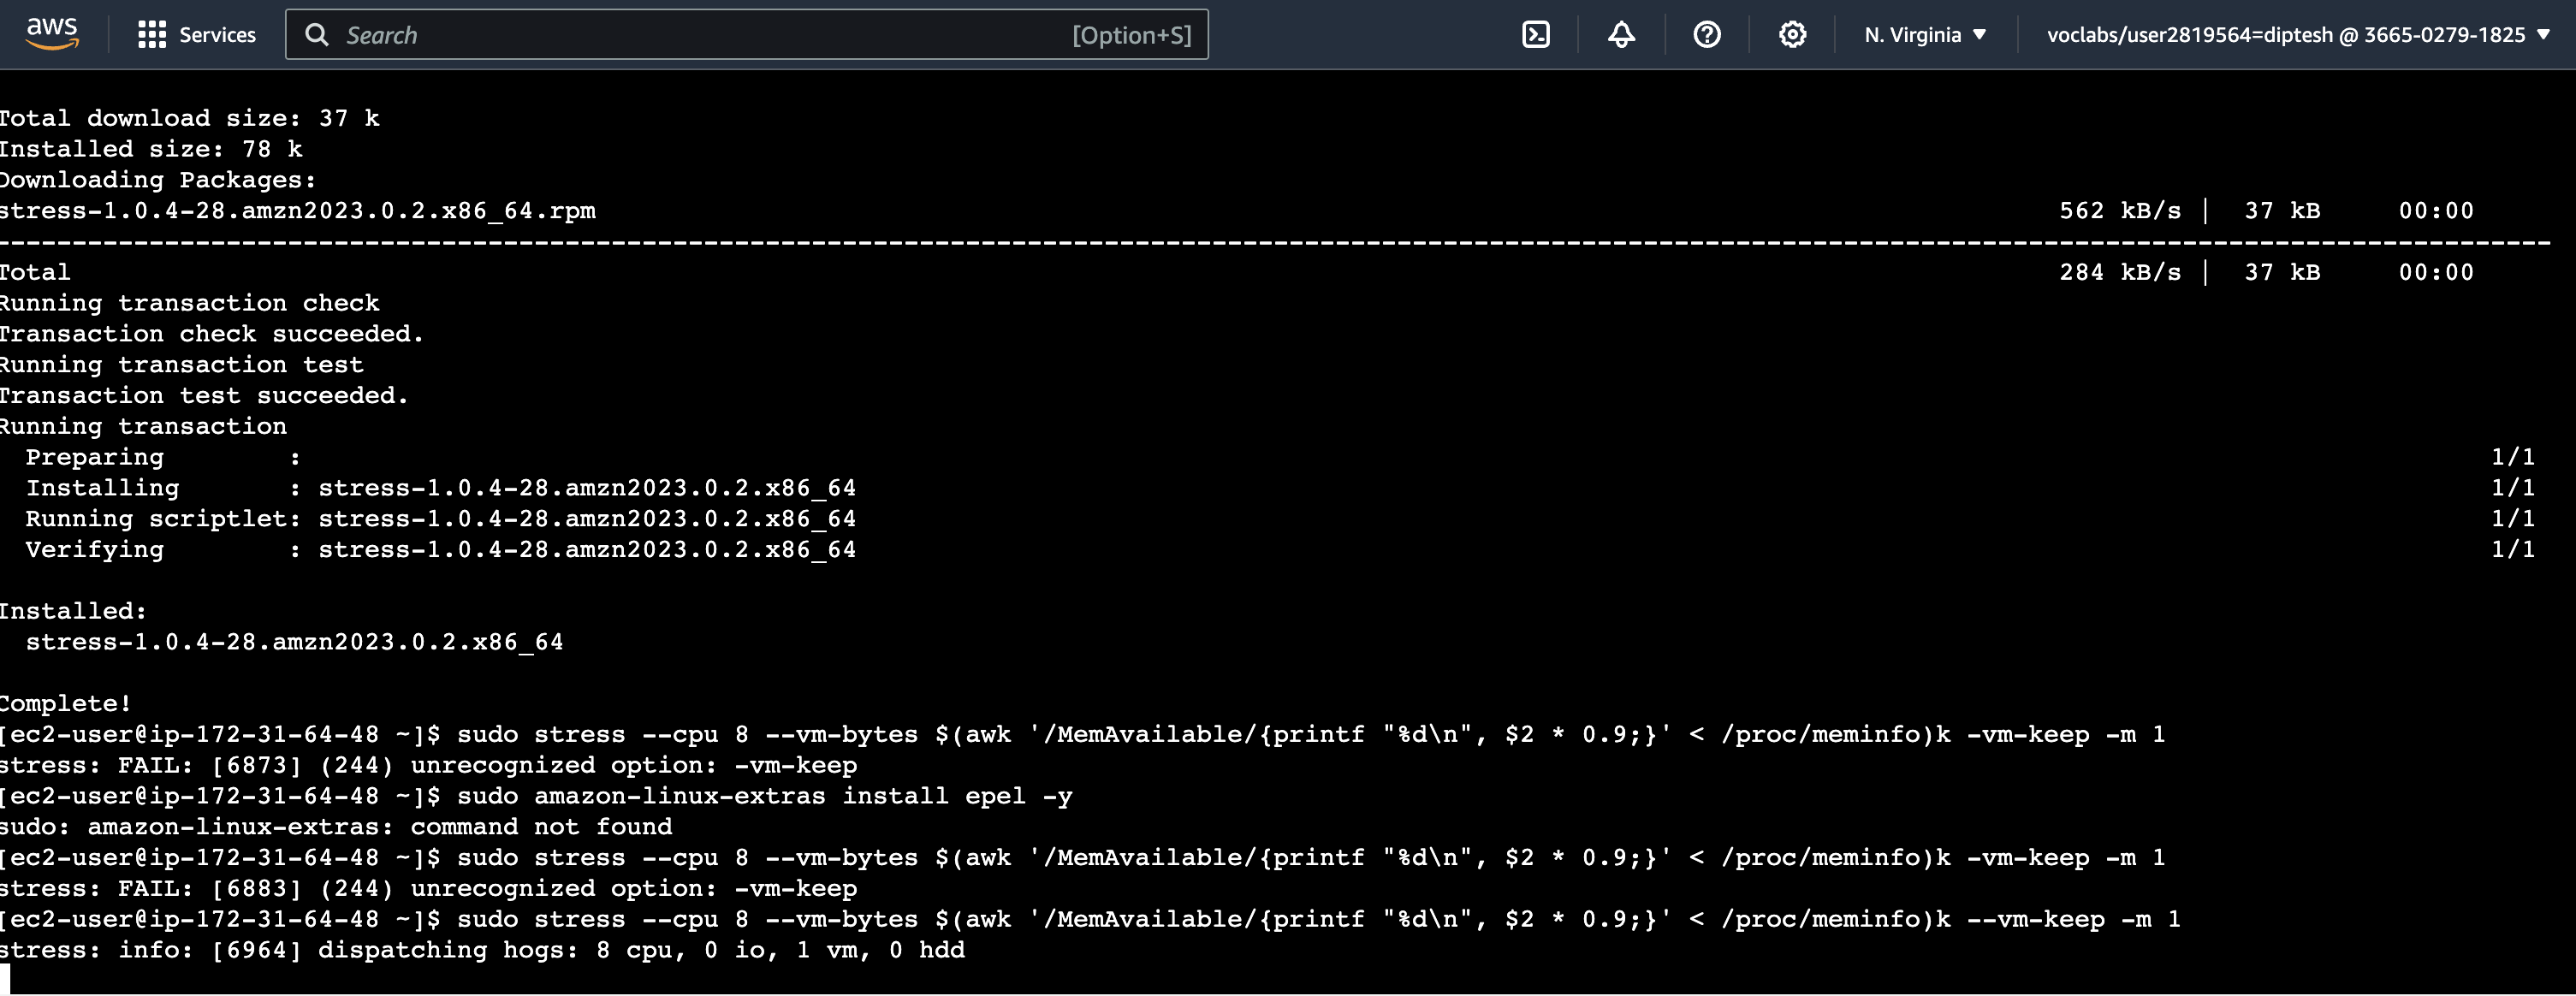 aws
Services
Search
[Option+S]
N. Virginia
voclabs/user2819564=diptesh @ 3665-0279-1825
Total download size: 37 k
Installed size: 78 k
Downloading Packages:
stress-1.0.4-28.amzn2023.0.2.x86_64.rpm 562 kB/s | 37 kB 00:00
--------------------------------------------------------------------------------
Total 284 kB/s | 37 kB 00:00
Running transaction check
Transaction check succeeded.
Running transaction test
Transaction test succeeded.
Running transaction
Preparing : 1/1
Installing : stress-1.0.4-28.amzn2023.0.2.x86_64 1/1
Running scriptlet: stress-1.0.4-28.amzn2023.0.2.x86_64 1/1
Verifying : stress-1.0.4-28.amzn2023.0.2.x86_64 1/1
Installed:
stress-1.0.4-28.amzn2023.0.2.x86_64
Complete!
[ec2-user@ip-172-31-64-48 ~]$ sudo stress --cpu 8 --vm-bytes $(awk '/MemAvailable/{printf "%d\n", $2 * 0.9;}' < /proc/meminfo)k -vm-keep -m 1
stress: FAIL: [6873] (244) unrecognized option: -vm-keep
[ec2-user@ip-172-31-64-48 ~]$ sudo amazon-linux-extras install epel -y
sudo: amazon-linux-extras: command not found
[ec2-user@ip-172-31-64-48 ~]$ sudo stress --cpu 8 --vm-bytes $(awk '/MemAvailable/{printf "%d\n", $2 * 0.9;}' < /proc/meminfo)k -vm-keep -m 1
stress: FAIL: [6883] (244) unrecognized option: -vm-keep
[ec2-user@ip-172-31-64-48 ~]$ sudo stress --cpu 8 --vm-bytes $(awk '/MemAvailable/{printf "%d\n", $2 * 0.9;}' < /proc/meminfo)k --vm-keep -m 1
stress: info: [6964] dispatching hogs: 8 cpu, 0 io, 1 vm, 0 hdd